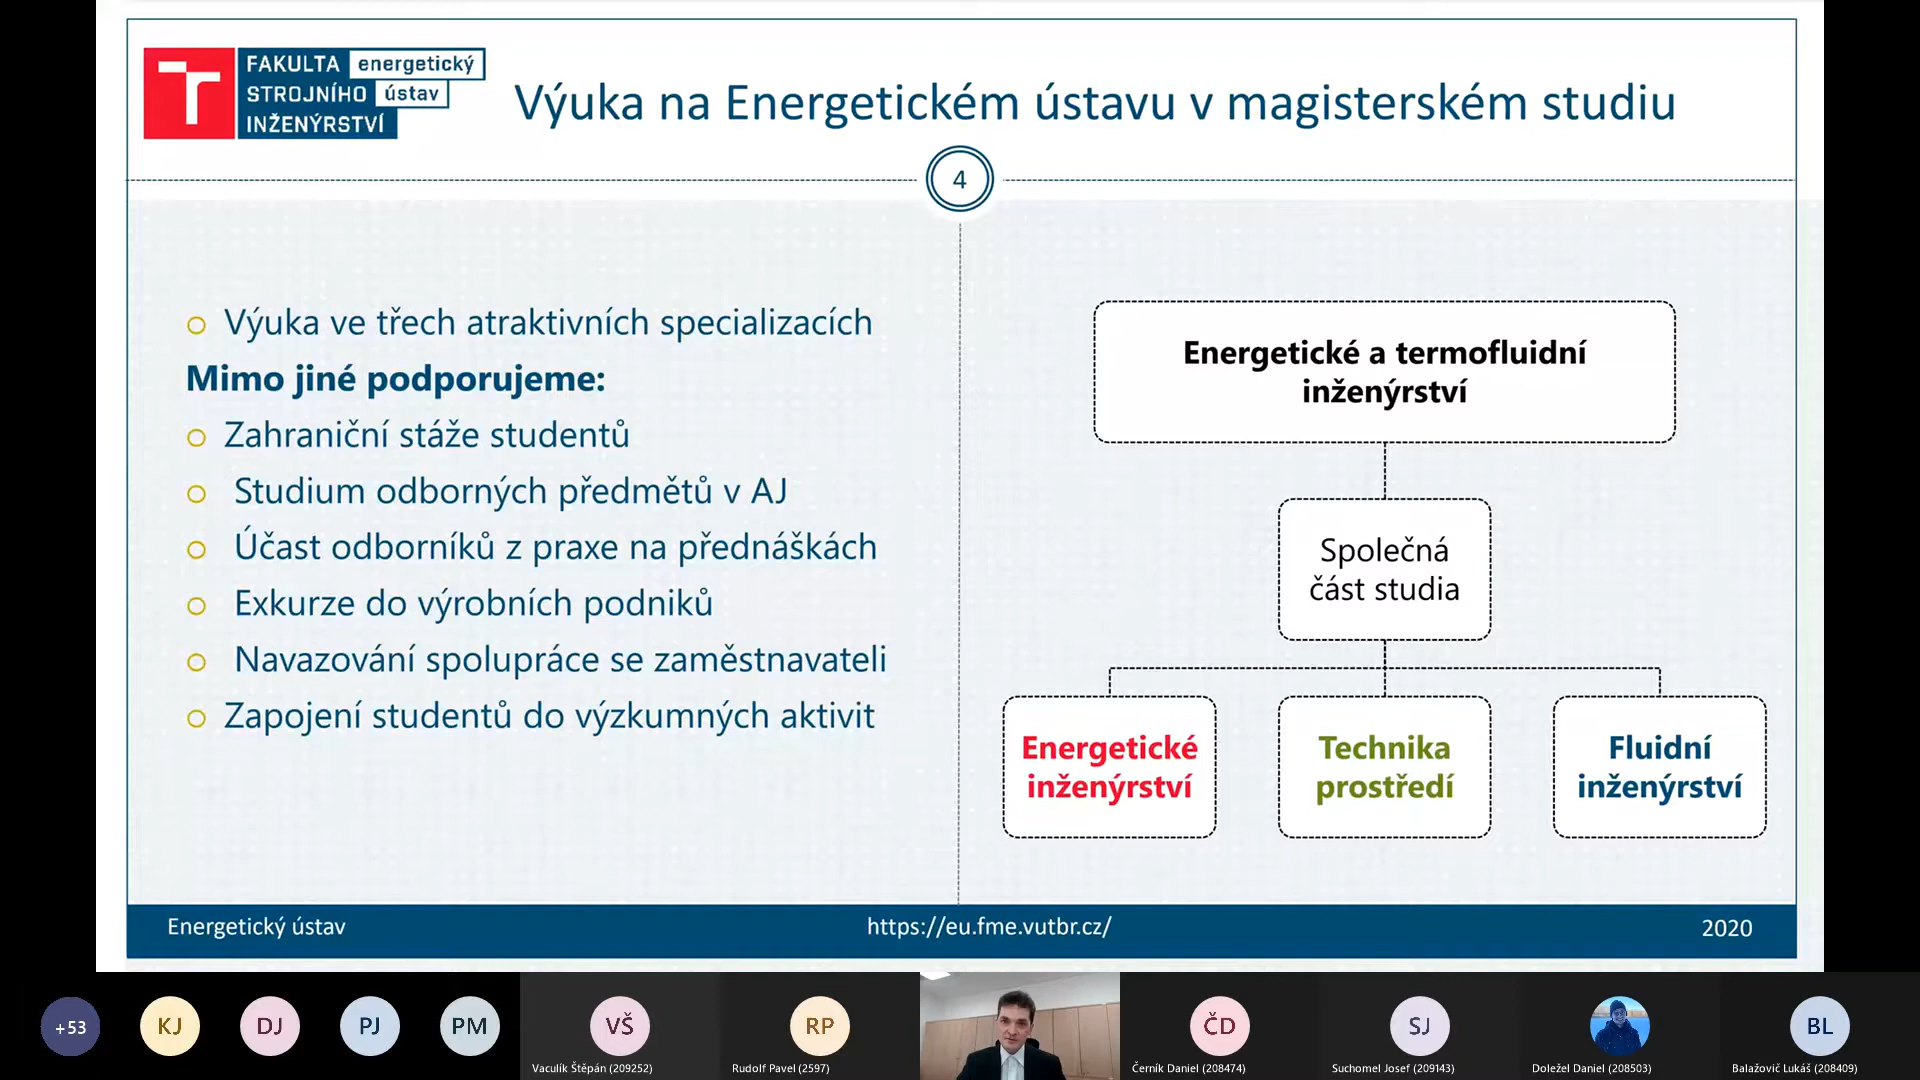 FAKULTA energetický
STROJNÍHO ústav
INŽENÝRSTVÍ
Výuka na Energetickém ústavu v magisterském studiu
4
Výuka ve třech atraktivních specializacích
Mimo jiné podporujeme:
Zahraniční stáže studentů
Studium odborných předmětů v AJ
Účast odborníků z praxe na přednáškách
Exkurze do výrobních podniků
Navazování spolupráce se zaměstnavateli
Zapojení studentů do výzkumných aktivit
Energetické a termofluidní
inženýrství
Společná
část studia
Energetické
inženýrství
Technika
prostředí
Fluidní
inženýrství
Energetický ústav
https://eu.fme.vutbr.cz/
2020
+53
KJ
DJ
PJ
PM
VŠ
Vaculík Štěpán (209252)
RP
Rudolf Pavel (2597)
ČD
Černík Daniel (208474)
SJ
Suchomel Josef (209143)
Doležel Daniel (208503)
BL
Balažovič Lukáš (208409)